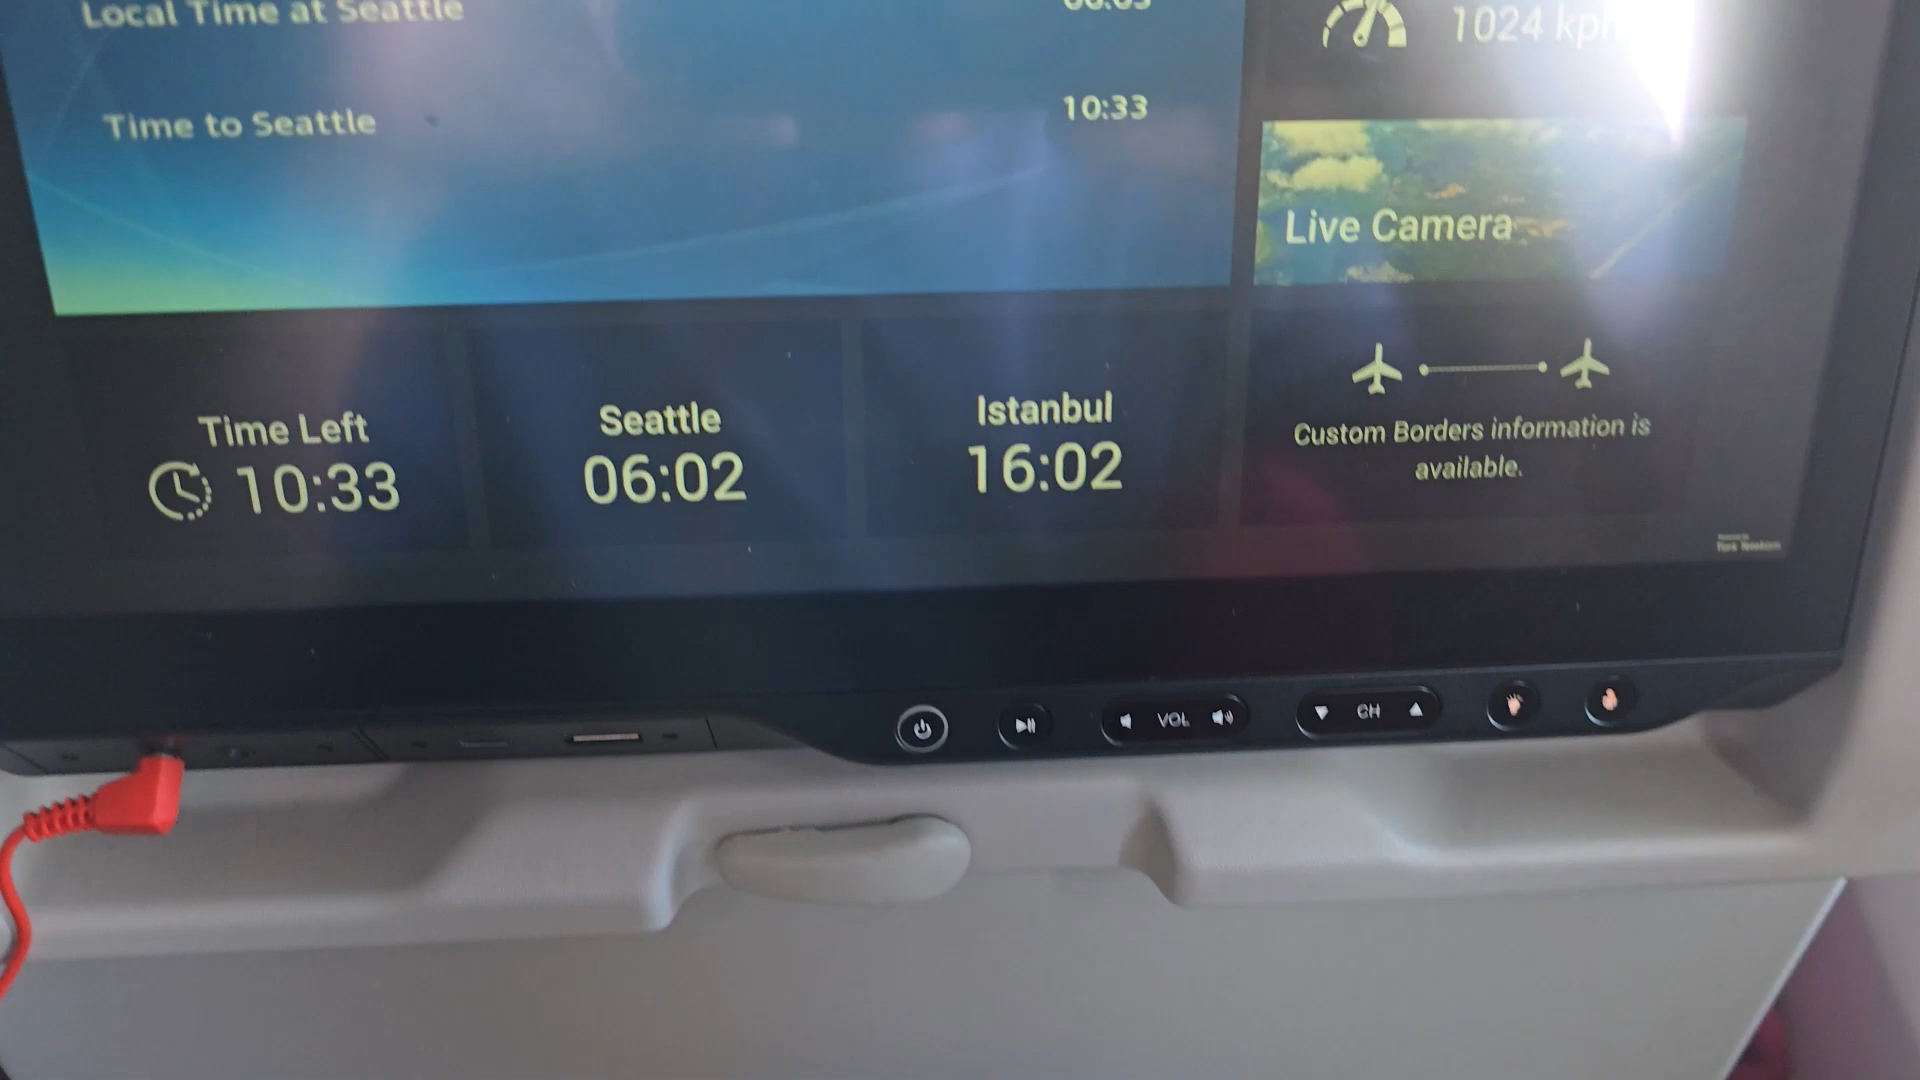 Local Time at Seattle
Time to Seattle 10:33
1024 kph
Live Camera
Time Left
10:33
Seattle
06:02
Istanbul
16:02
Custom Borders information is
available.
VOL
CH